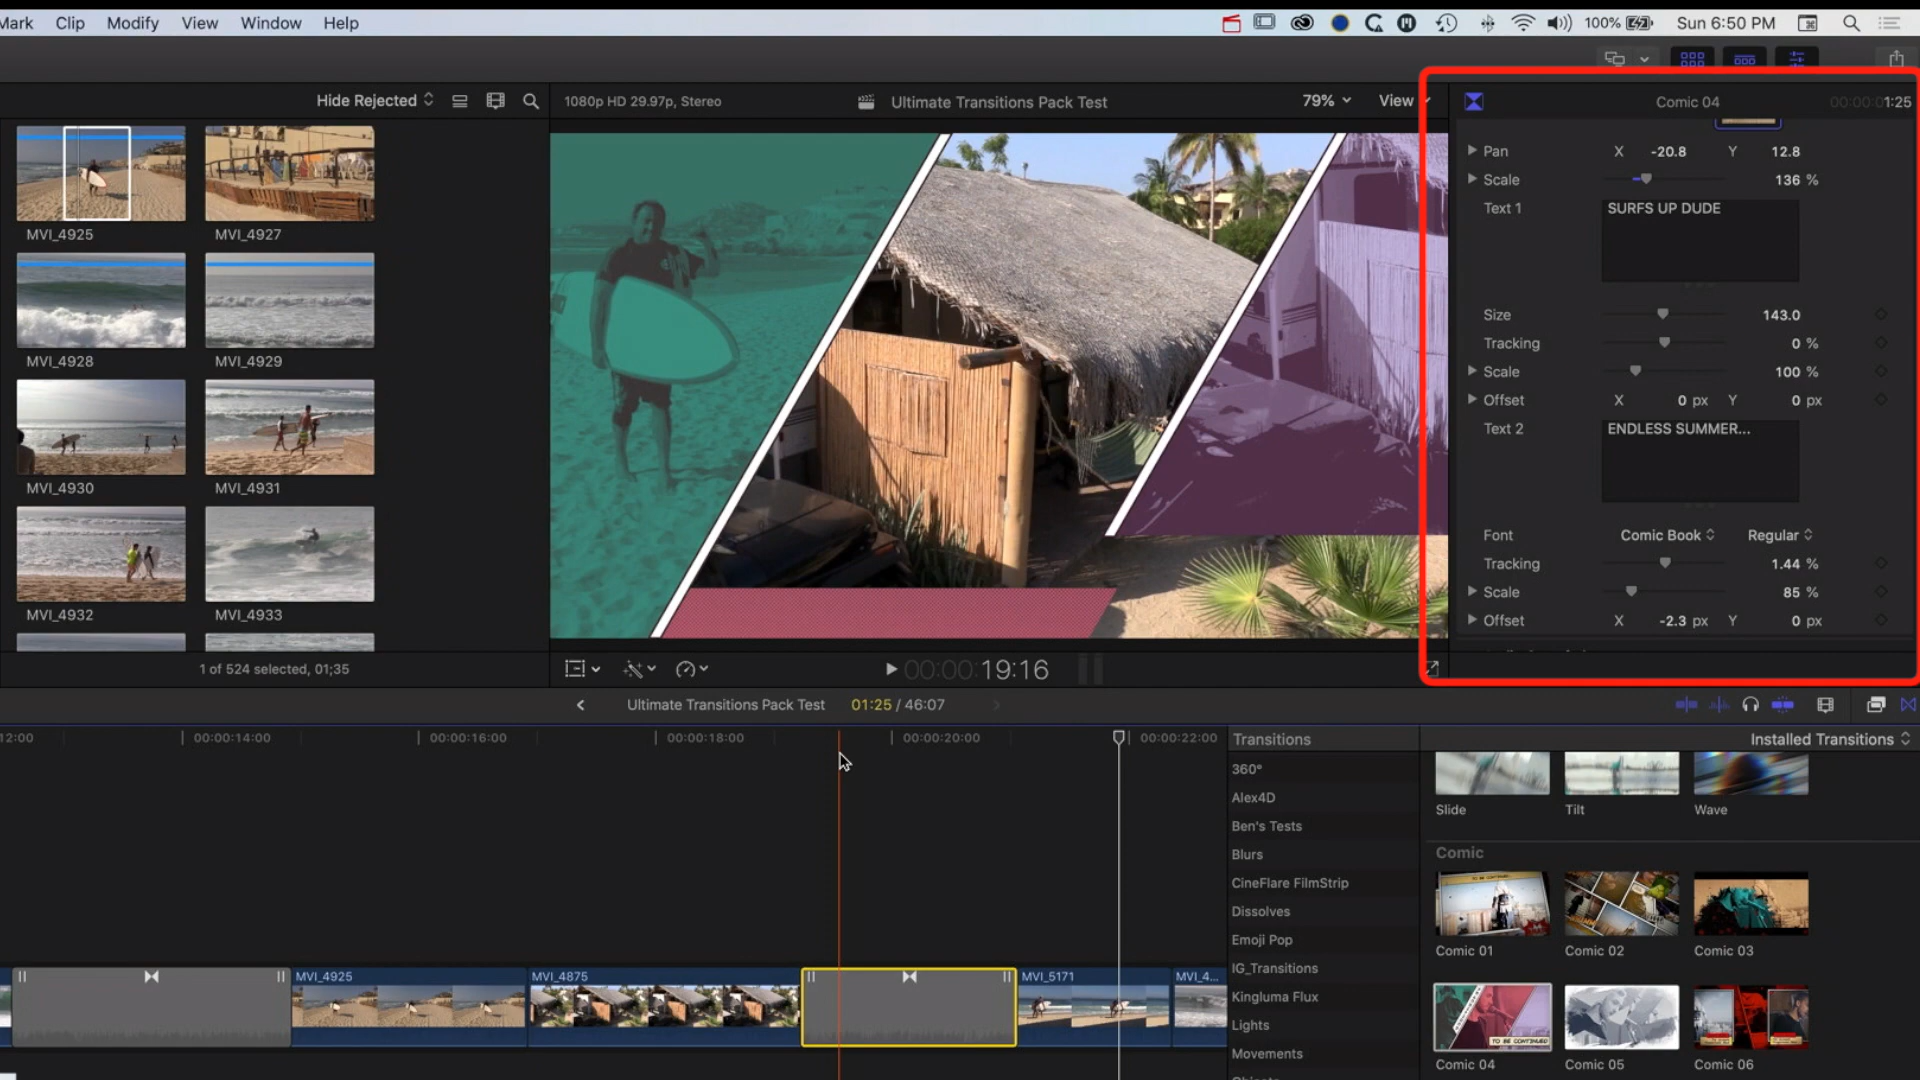 Mark Clip Modify View Window Help 100% Sun 6:50 PM
Hide Rejected 1080p HD 29.97p, Stereo Ultimate Transitions Pack Test 79% View
Comic 04 00:00:01:25
MVI_4925 MVI_4927
MVI_4928 MVI_4929
MVI_4930 MVI_4931
MVI_4932 MVI_4933
1 of 524 selected, 01;35
00:00:19:16
Pan X -20.8 Y 12.8
Scale 136 %
Text 1 SURFS UP DUDE
Size 143.0
Tracking 0 %
Scale 100 %
Offset X 0 px Y 0 px
Text 2 ENDLESS SUMMER...
Font Comic Book Regular
Tracking 1.44 %
Scale 85 %
Offset X -2.3 px Y 0 px
Ultimate Transitions Pack Test 01:25 / 46:07
12:00 00:00:14:00 00:00:16:00 00:00:18:00 00:00:20:00 00:00:22:00
MVI_4925 MVI_4875 MVI_5171 MVI_4...
Transitions
360°
Alex4D
Ben's Tests
Blurs
CineFlare FilmStrip
Dissolves
Emoji Pop
IG_Transitions
Kingluma Flux
Lights
Movements
Objects
Installed Transitions
Slide Tilt Wave
Comic
TO BE CONTINUED
Comic 01 Comic 02 Comic 03
TO BE CONTINUED
Comic 04 Comic 05 Comic 06